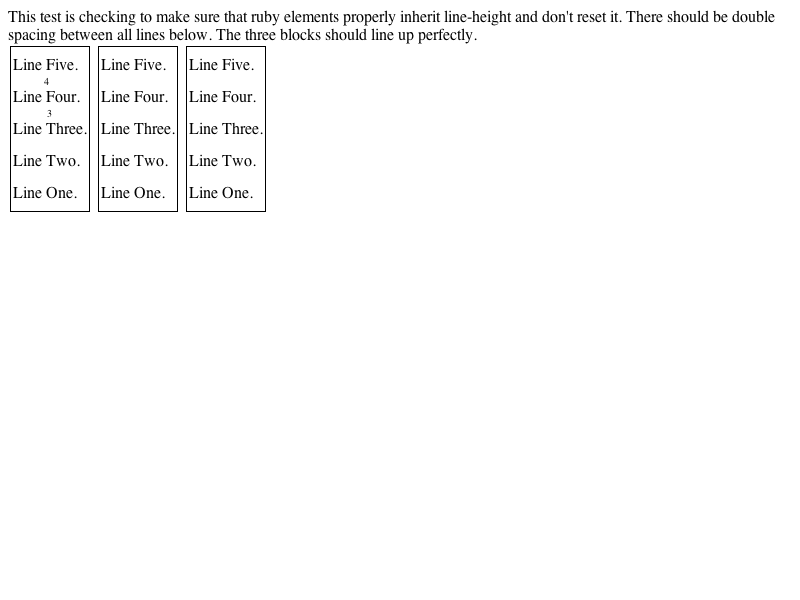 This test is checking to make sure that ruby elements properly inherit line-height and don't reset it. There should be double
spacing between all lines below. The three blocks should line up perfectly.
Line Five.
4
Line Four.
3
Line Three.
Line Two.
Line One.
Line Five.
Line Four.
Line Three.
Line Two.
Line One.
Line Five.
Line Four.
Line Three.
Line Two.
Line One.